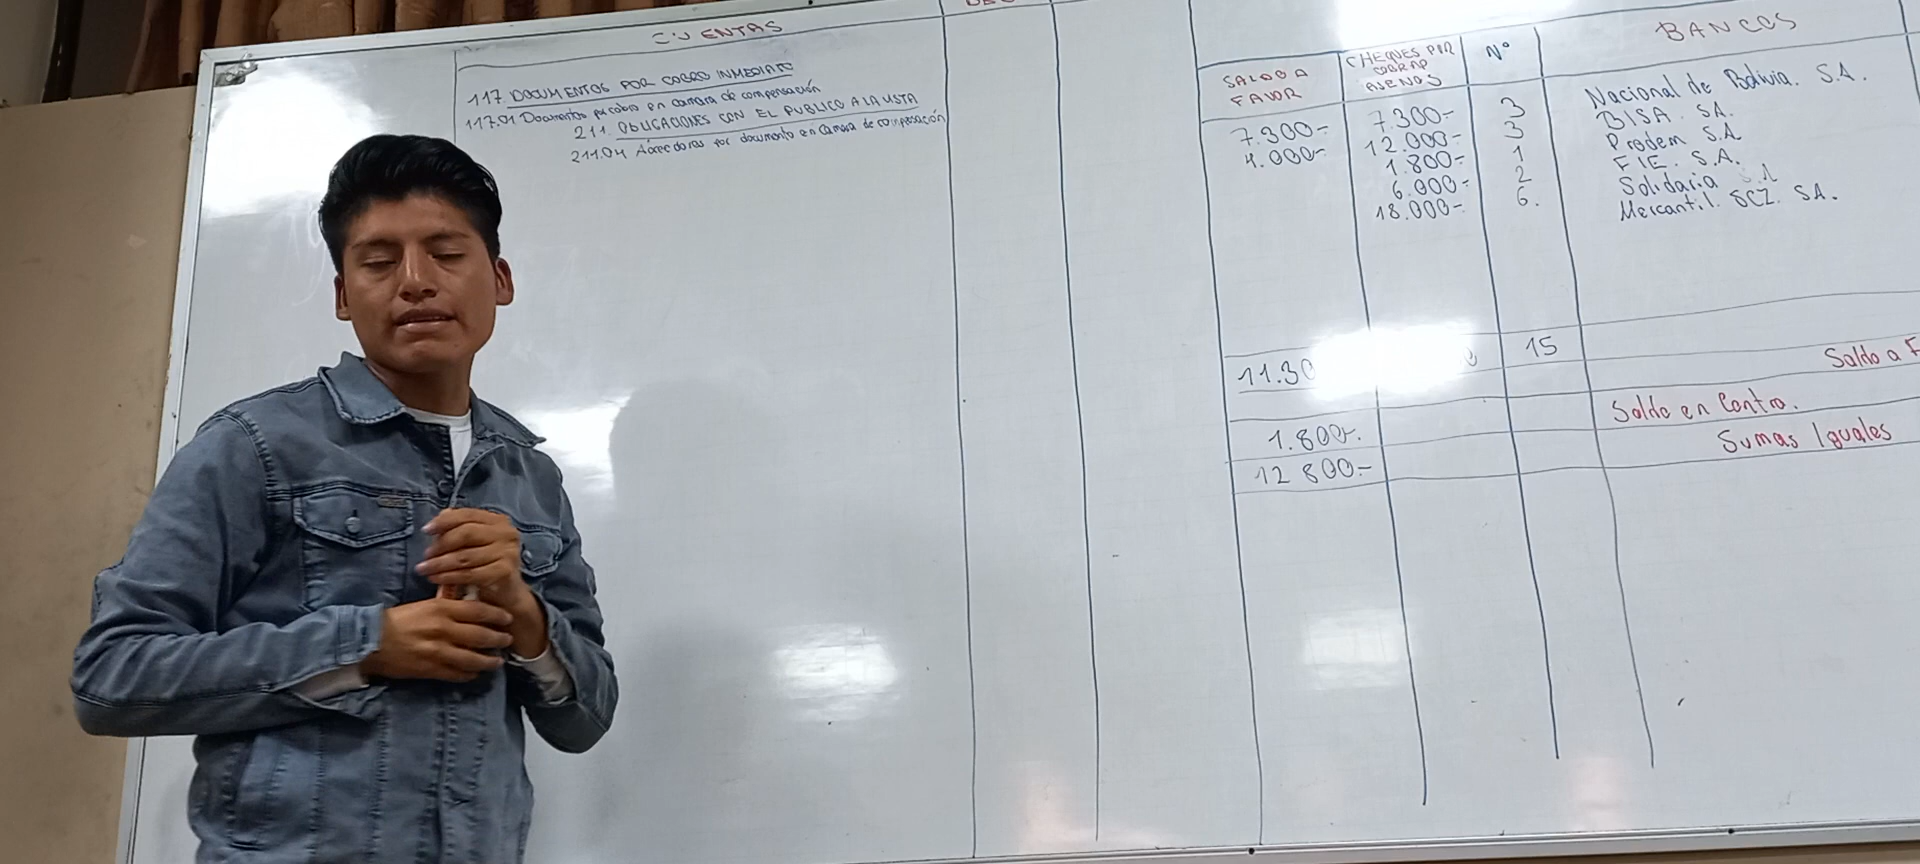 CUENTAS
117 DOCUMENTOS POR COBRO INMEDIATO
117.01 Documentos para cobro en camara de compensación
211. OBLIGACIONES CON EL PUBLICO A LA VISTA
211.04 Acreedores por documento en Camara de compensación
SALDO A FAVOR
CHEQUES POR COBRAR AJENOS
N°
BANCOS
7.300- 7.300- 3 Nacional de Bolivia. S.A.
4.000- 12.000- 3 BISA. SA.
1.800- 1 Prodem S.A
6.000- 2 FIE. S.A.
18.000- 6. Solidaria
Mercantil. SCZ. SA.
11.30
15
Saldo a F
Saldo en Contra.
1.800-. Sumas Iguales
12 800-